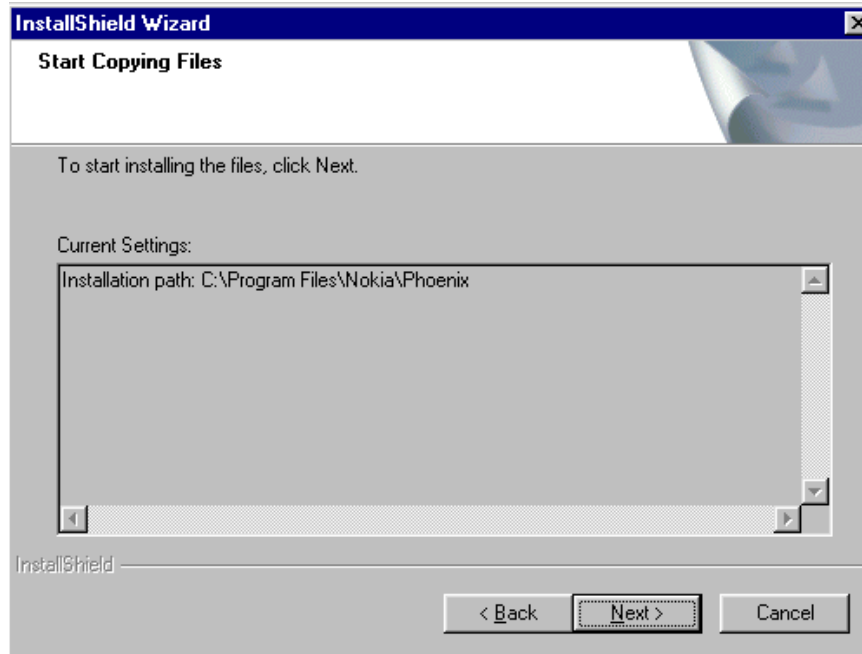 InstallShield Wizard
Start Copying Files
To start installing the files, click Next.
Current Settings:
Installation path: C:\Program Files\Nokia\Phoenix
InstallShield
< Back Next > Cancel